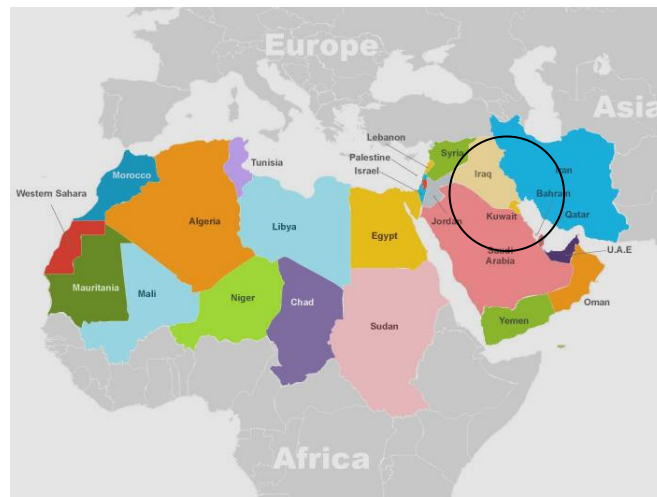 Europe
Asia
Lebanon
Syria
Palestine
Tunisia
Iran
Morocco
Israel
Iraq
Bahram
Western Sahara
Kuwait
Qatar
Algeria
Jordan
Libya
Egypt
Saudi
Arabia
U.A.E
Mauritania
Mali
Niger
Chad
Oman
Sudan
Yemen
Africa